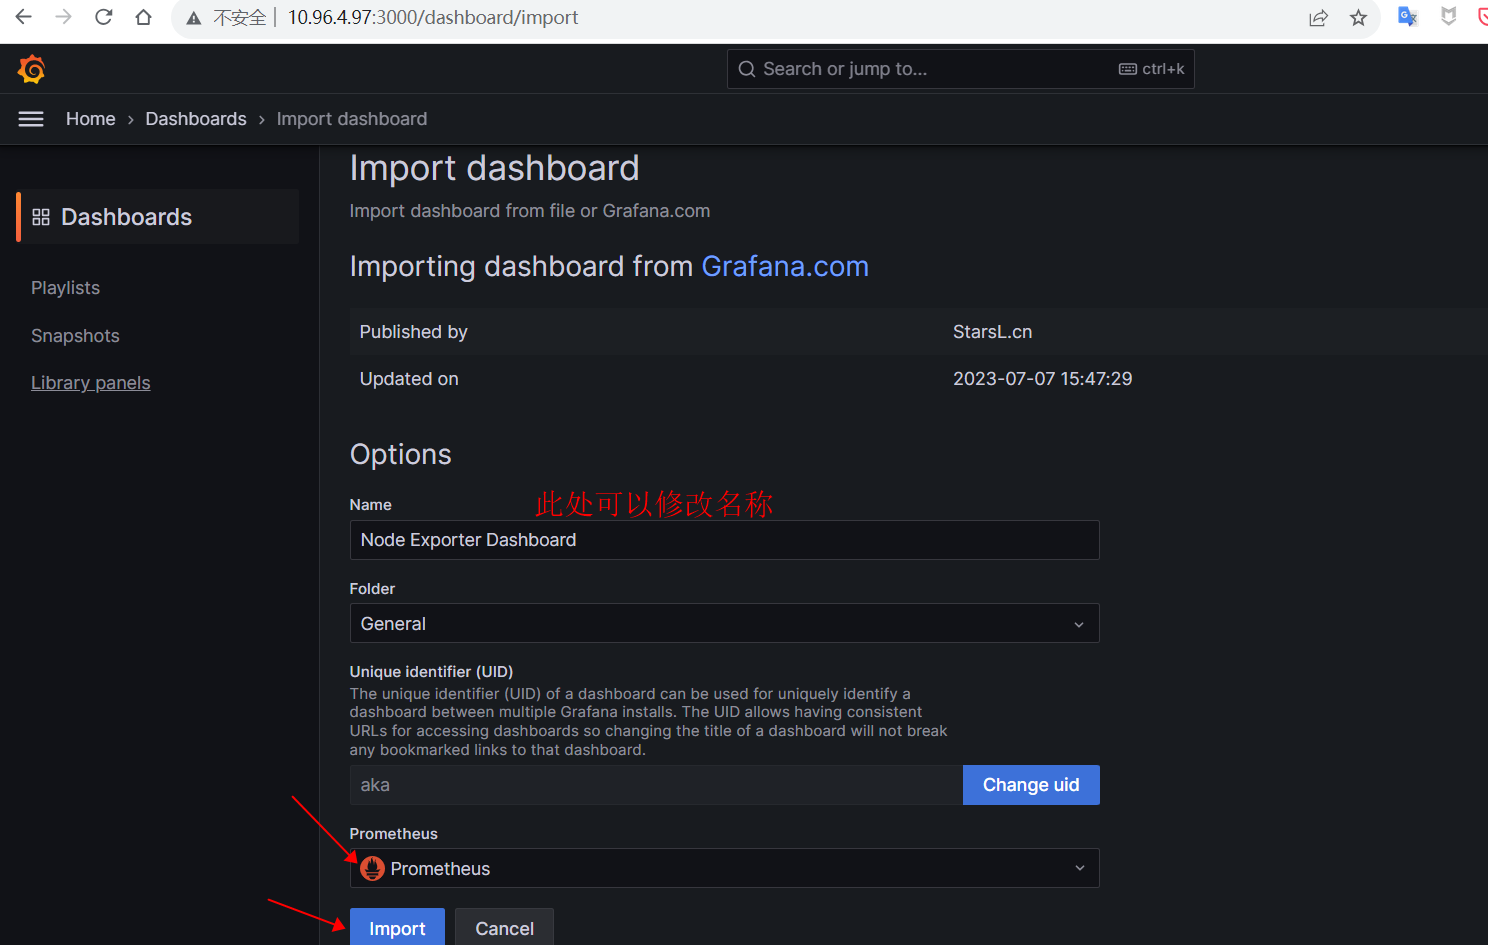 不安全 10.96.4.97:3000/dashboard/import
Search or jump to... ctrl+k
Home › Dashboards › Import dashboard
Dashboards
Playlists
Snapshots
Library panels
Import dashboard
Import dashboard from file or Grafana.com
Importing dashboard from Grafana.com
Published by StarsL.cn
Updated on 2023-07-07 15:47:29
Options
Name 此处可以修改名称
Node Exporter Dashboard
Folder
General
Unique identifier (UID)
The unique identifier (UID) of a dashboard can be used for uniquely identify a
dashboard between multiple Grafana installs. The UID allows having consistent
URLs for accessing dashboards so changing the title of a dashboard will not break
any bookmarked links to that dashboard.
aka Change uid
Prometheus
Prometheus
Import Cancel